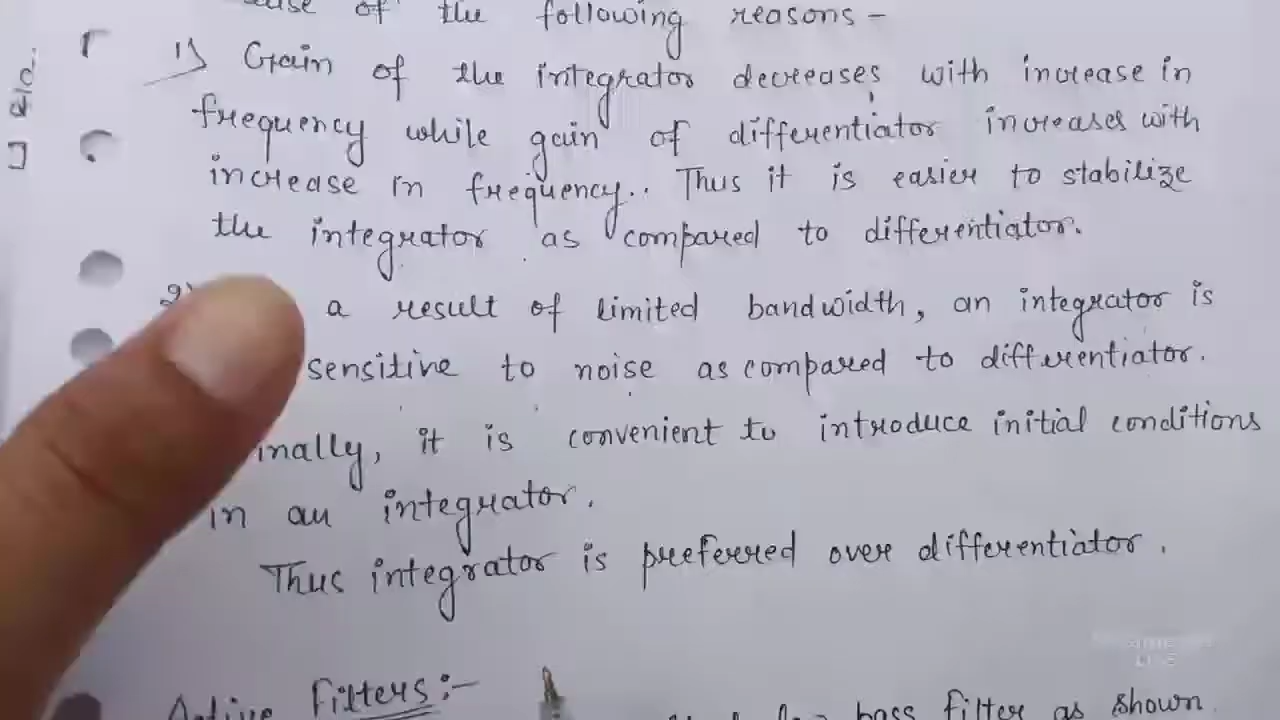 of the following reasons -
1) Gain of the integrator decreases with increase in
frequency while gain of differentiator increases with
increase in frequency.. Thus it is easier to stabilize
the integrator as compared to differentiator.
2) a result of limited bandwidth, an integrator is
sensitive to noise as compared to differentiator.
inally, it is convenient to introduce initial conditions
in an integrator.
Thus integrator is preferred over differentiator.
Active Filters:-
pass filter as shown